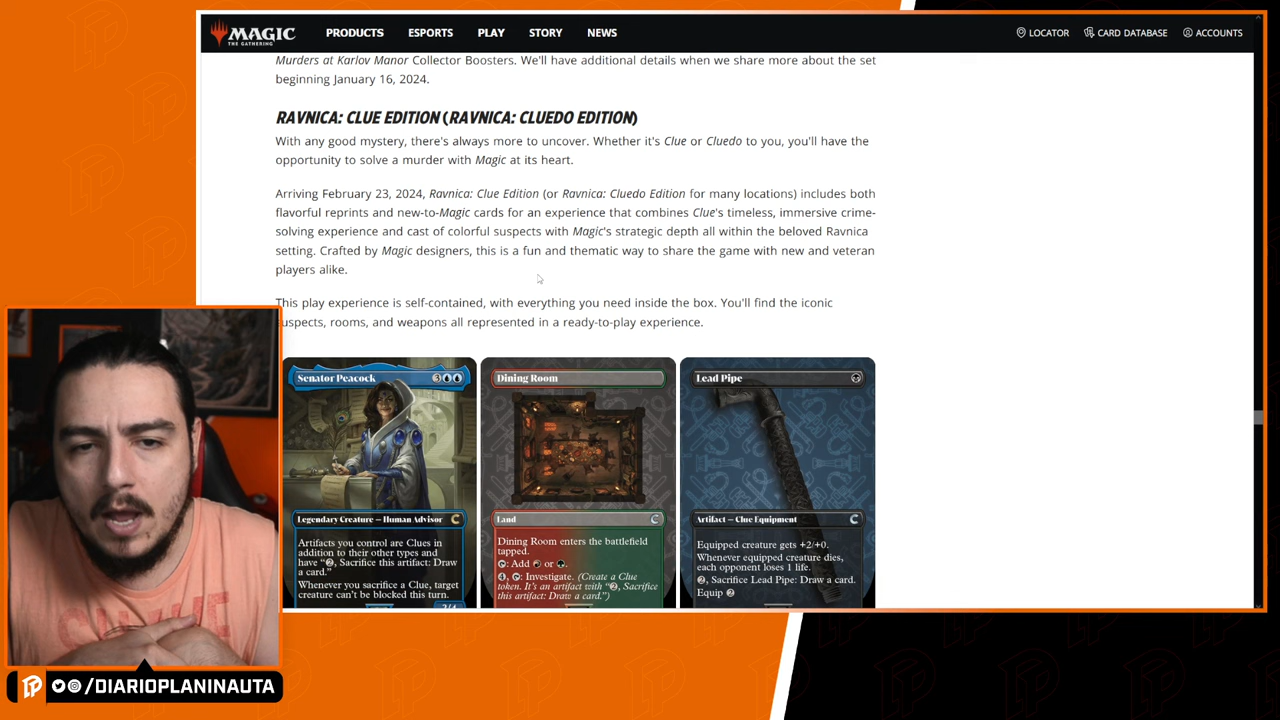 MAGIC
THE GATHERING
PRODUCTS
ESPORTS
PLAY
STORY
NEWS
LOCATOR
CARD DATABASE
ACCOUNTS
Murders at Karlov Manor Collector Boosters. We'll have additional details when we share more about the set
beginning January 16, 2024.
RAVNICA: CLUE EDITION (RAVNICA: CLUEDO EDITION)
With any good mystery, there's always more to uncover. Whether it's Clue or Cluedo to you, you'll have the
opportunity to solve a murder with Magic at its heart.
Arriving February 23, 2024, Ravnica: Clue Edition (or Ravnica: Cluedo Edition for many locations) includes both
flavorful reprints and new-to-Magic cards for an experience that combines Clue's timeless, immersive crime-
solving experience and cast of colorful suspects with Magic's strategic depth all within the beloved Ravnica
setting. Crafted by Magic designers, this is a fun and thematic way to share the game with new and veteran
players alike.
This play experience is self-contained, with everything you need inside the box. You'll find the iconic
uspects, rooms, and weapons all represented in a ready-to-play experience.
Senator Peacock 3
Legendary Creature — Human Advisor
Artifacts you control are Clues in
addition to their other types and
have “2, Sacrifice this artifact: Draw
a card.”
Whenever you sacrifice a Clue, target
creature can't be blocked this turn.
Dining Room
Land
Dining Room enters the battlefield
tapped.
: Add or .
4, : Investigate. (Create a Clue
token. It's an artifact with “2, Sacrifice
this artifact: Draw a card.”)
Lead Pipe
Artifact — Clue Equipment
Equipped creature gets +2/+0.
Whenever equipped creature dies,
each opponent loses 1 life.
2, Sacrifice Lead Pipe: Draw a card.
Equip 2
/DIARIOPLANINAUTA